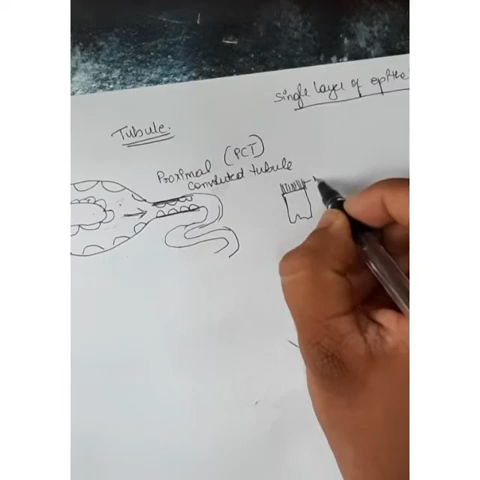 single layer of epithe
Tubule.
Proximal (PCT)
convoluted tubule